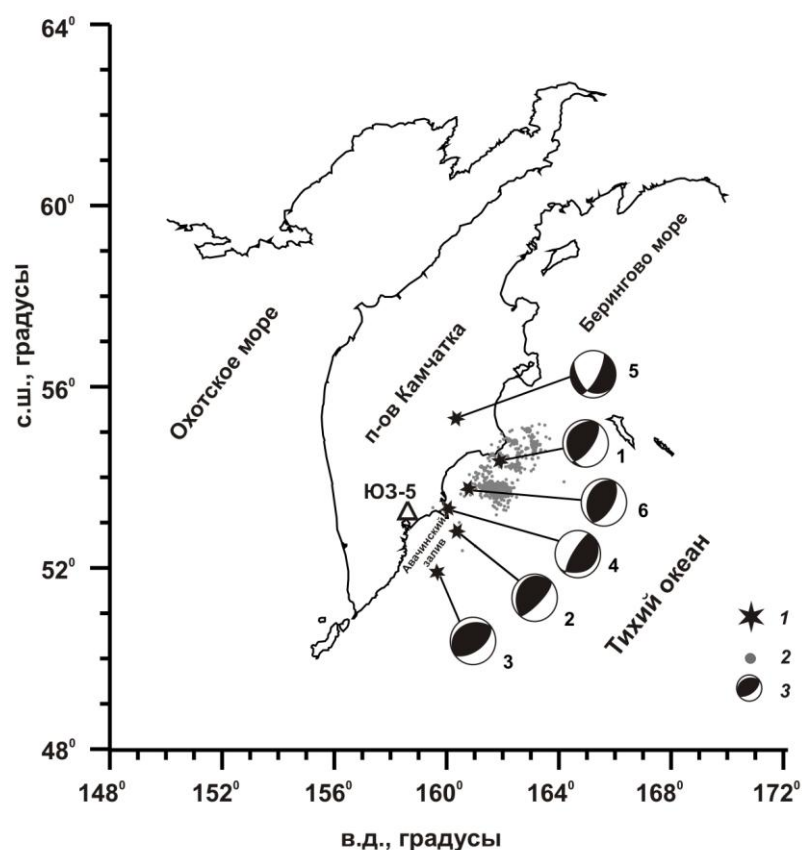 64⁰
60⁰
56⁰
52⁰
48⁰
с.ш., градусы
Охотское море
п-ов Камчатка
Берингово море
5
1
ЮЗ-5
6
Авачинский
залив
4
2
3
Тихий океан
1
2
3
148⁰ 152⁰ 156⁰ 160⁰ 164⁰ 168⁰ 172⁰
в.д., градусы